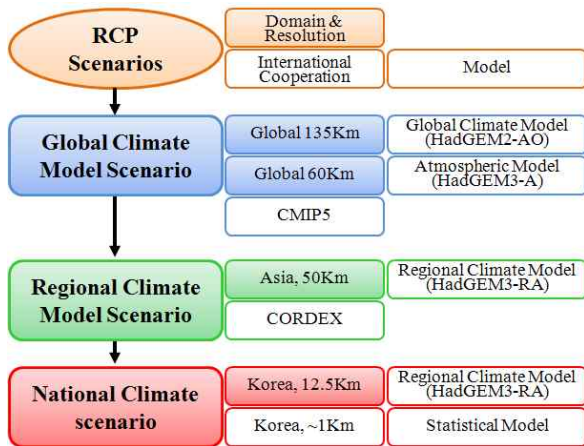 RCP
Scenarios
Domain &
Resolution
International
Cooperation
Model
Global Climate
Model Scenario
Global 135Km
Global Climate Model
(HadGEM2-AO)
Global 60Km
Atmospheric Model
(HadGEM3-A)
CMIP5
Regional Climate
Model Scenario
Asia, 50Km
Regional Climate Model
(HadGEM3-RA)
CORDEX
National Climate
scenario
Korea, 12.5Km
Regional Climate Model
(HadGEM3-RA)
Korea, ~1Km
Statistical Model